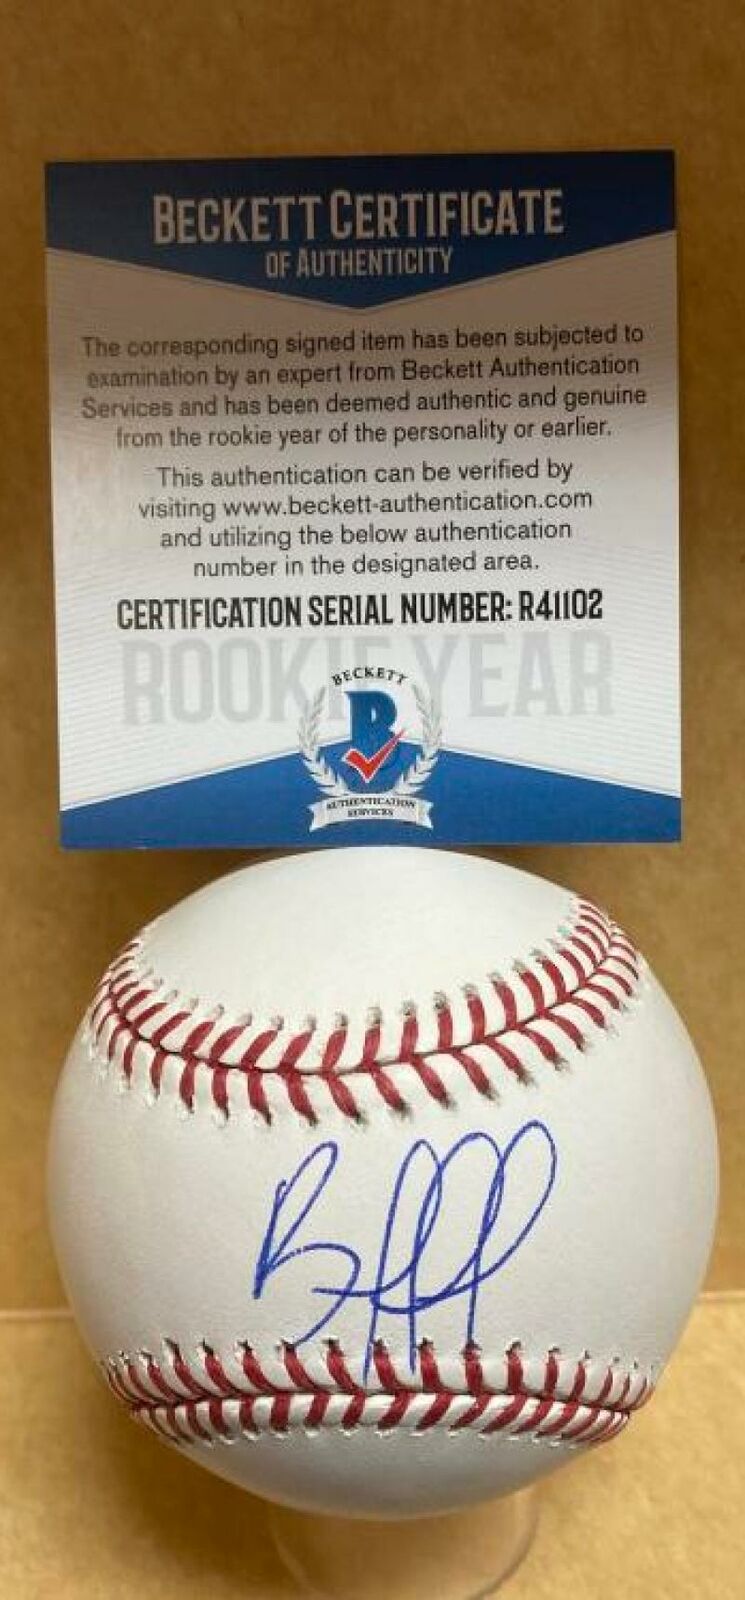 BECKETT CERTIFICATE
OF AUTHENTICITY
The corresponding signed item has been subjected to
examination by an expert from Beckett Authentication
Services and has been deemed authentic and genuine
from the rookie year of the personality or earlier.
This authentication can be verified by
visiting www.beckett-authentication.com
and utilizing the below authentication
number in the designated area.
CERTIFICATION SERIAL NUMBER: R41102
ROOKIE YEAR
BECKETT
B
AUTHENTICATION
SERVICES